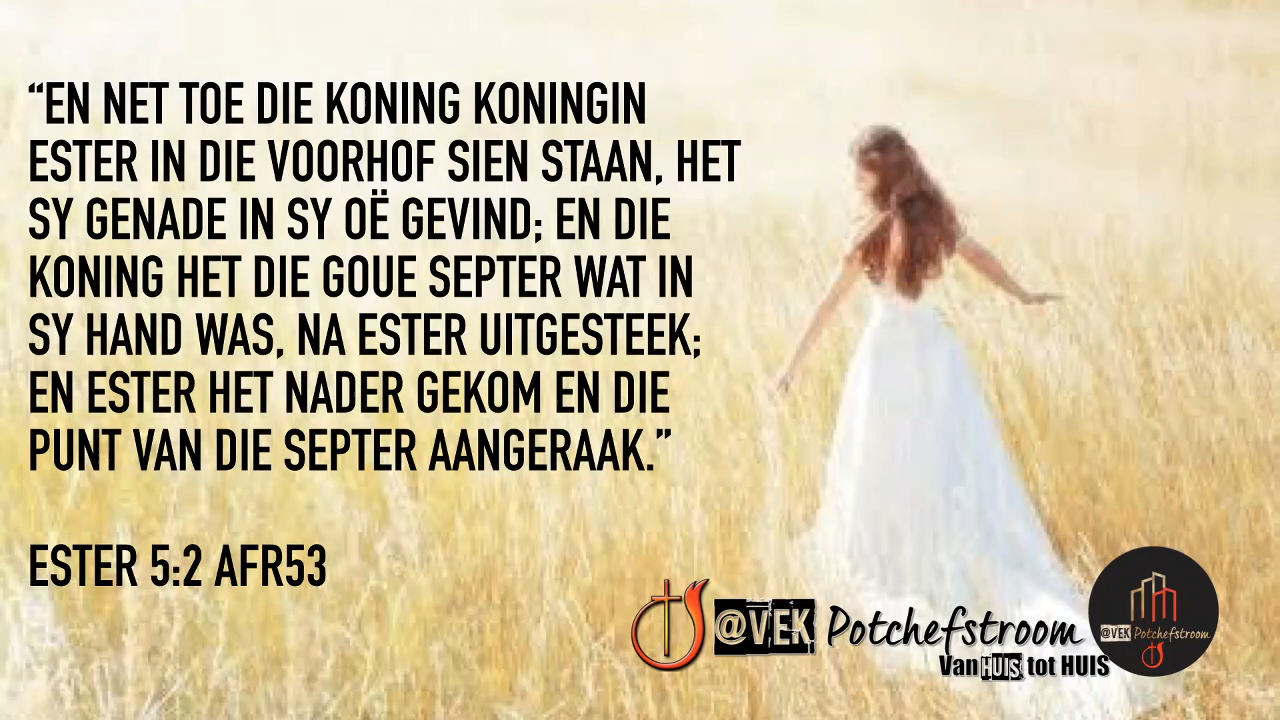 “EN NET TOE DIE KONING KONINGIN
ESTER IN DIE VOORHOF SIEN STAAN, HET
SY GENADE IN SY OË GEVIND; EN DIE
KONING HET DIE GOUE SEPTER WAT IN
SY HAND WAS, NA ESTER UITGESTEEK;
EN ESTER HET NADER GEKOM EN DIE
PUNT VAN DIE SEPTER AANGERAAK.”
ESTER 5:2 AFR53
@VEK Potchefstroom
Van HUIS tot HUIS
@VEK Potchefstroom